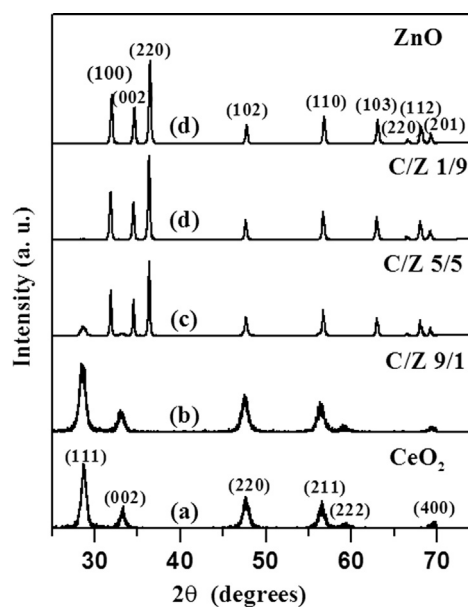 ZnO
(220)
(100)
(002
(102)
(110)
(103)
(112)
(220)
(201)
(d)
C/Z 1/9
(d)
C/Z 5/5
(c)
C/Z 9/1
(b)
CeO2
(111)
(002)
(220)
(211)
(222)
(400)
(a)
30 40 50 60 70
2θ (degrees)
Intensity (a. u.)